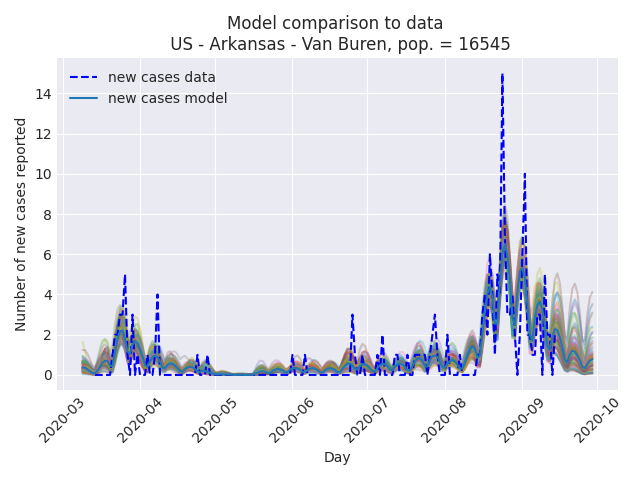 Model comparison to data
US - Arkansas - Van Buren, pop. = 16545
new cases data
new cases model
Number of new cases reported
14
12
10
8
6
4
2
0
2020-03
2020-04
2020-05
2020-06
2020-07
2020-08
2020-09
2020-10
Day